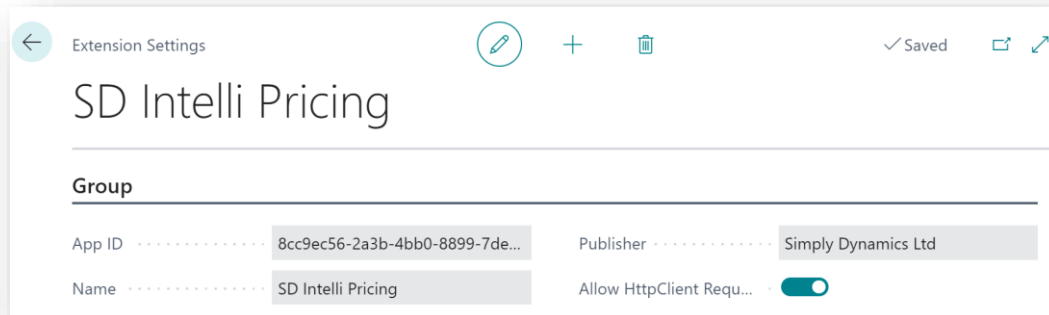 Extension Settings
Saved
SD Intelli Pricing
Group
App ID 8cc9ec56-2a3b-4bb0-8899-7de...
Publisher Simply Dynamics Ltd
Name SD Intelli Pricing
Allow HttpClient Requ...